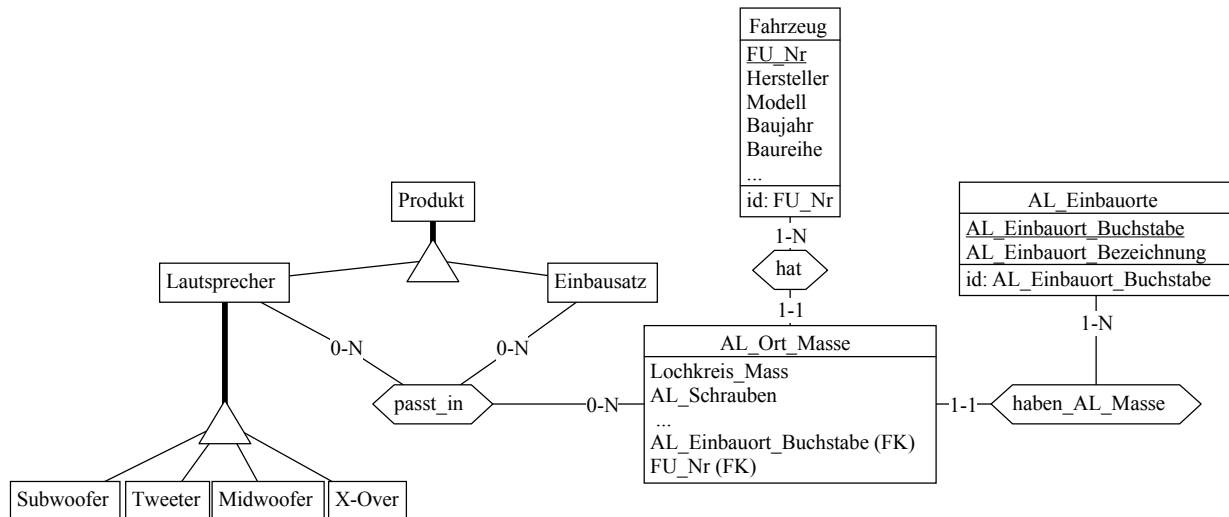 Fahrzeug
FU_Nr
Hersteller
Modell
Baujahr
Baureihe
...
id: FU_Nr
Produkt
AL_Einbauorte
AL_Einbauort_Buchstabe
AL_Einbauort_Bezeichnung
id: AL_Einbauort_Buchstabe
1-N
hat
Lautsprecher
Einbausatz
1-1
1-N
0-N
0-N
AL_Ort_Masse
Lochkreis_Mass
AL_Schrauben
...
AL_Einbauort_Buchstabe (FK)
FU_Nr (FK)
passt_in
0-N
1-1
haben_AL_Masse
Subwoofer
Tweeter
Midwoofer
X-Over